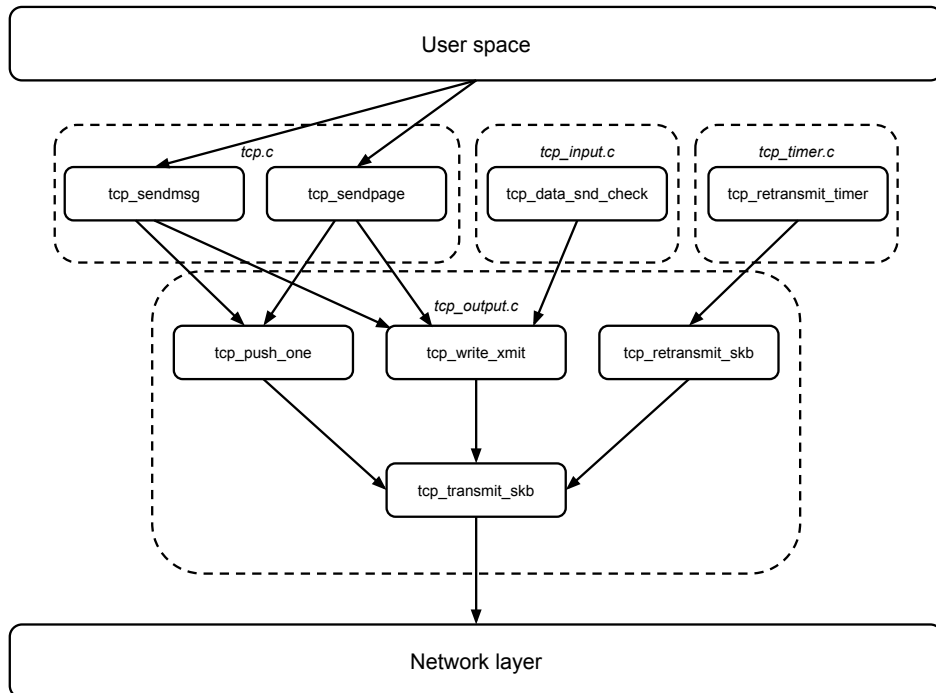 User space
tcp.c
tcp_input.c
tcp_timer.c
tcp_sendmsg
tcp_sendpage
tcp_data_snd_check
tcp_retransmit_timer
tcp_output.c
tcp_push_one
tcp_write_xmit
tcp_retransmit_skb
tcp_transmit_skb
Network layer